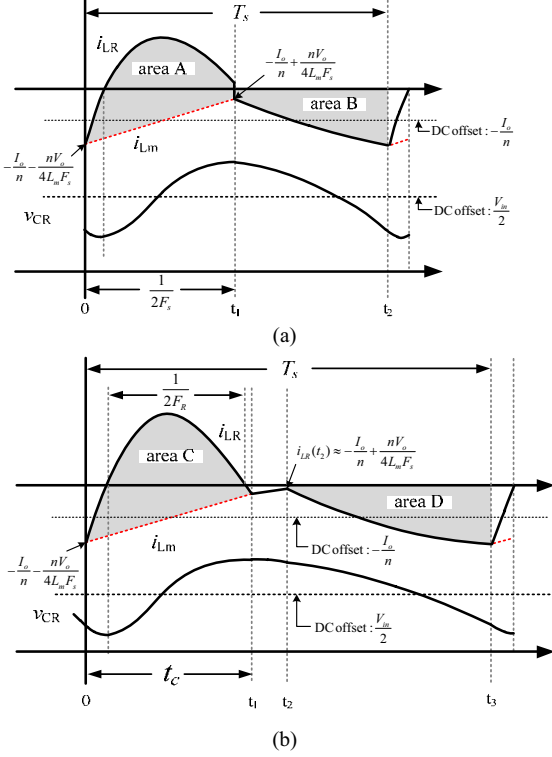 T_s
i_LR
area A
-I_o/n + nV_o/4L_mF_s
area B
DC offset : -I_o/n
i_Lm
-I_o/n - nV_o/4L_mF_s
v_CR
DC offset : V_in/2
1/2F_s
0
t_1
t_2
(a)
T_s
1/2F_R
i_LR
area C
i_LR(t_2) ≈ -I_o/n + nV_o/4L_mF_s
area D
i_Lm
DC offset : -I_o/n
-I_o/n - nV_o/4L_mF_s
v_CR
DC offset : V_in/2
t_C
0
t_1
t_2
t_3
(b)